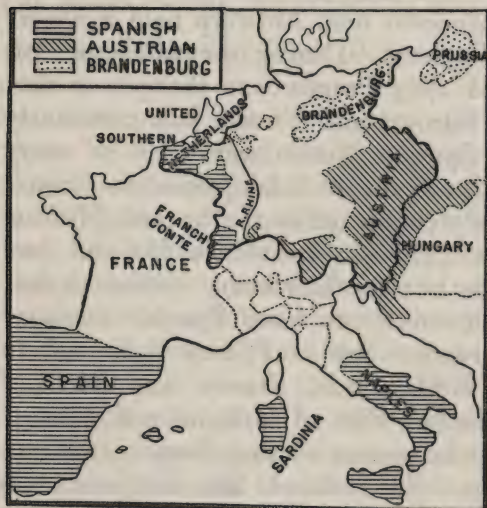 SPANISH
AUSTRIAN
BRANDENBURG
PRUSSIA
BRANDENBURG
UNITED
SOUTHERN
NETHERLANDS
R. RHINE
AUSTRIA
FRANCHE
COMTE
HUNGARY
FRANCE
SPAIN
NAPLES
SARDINIA